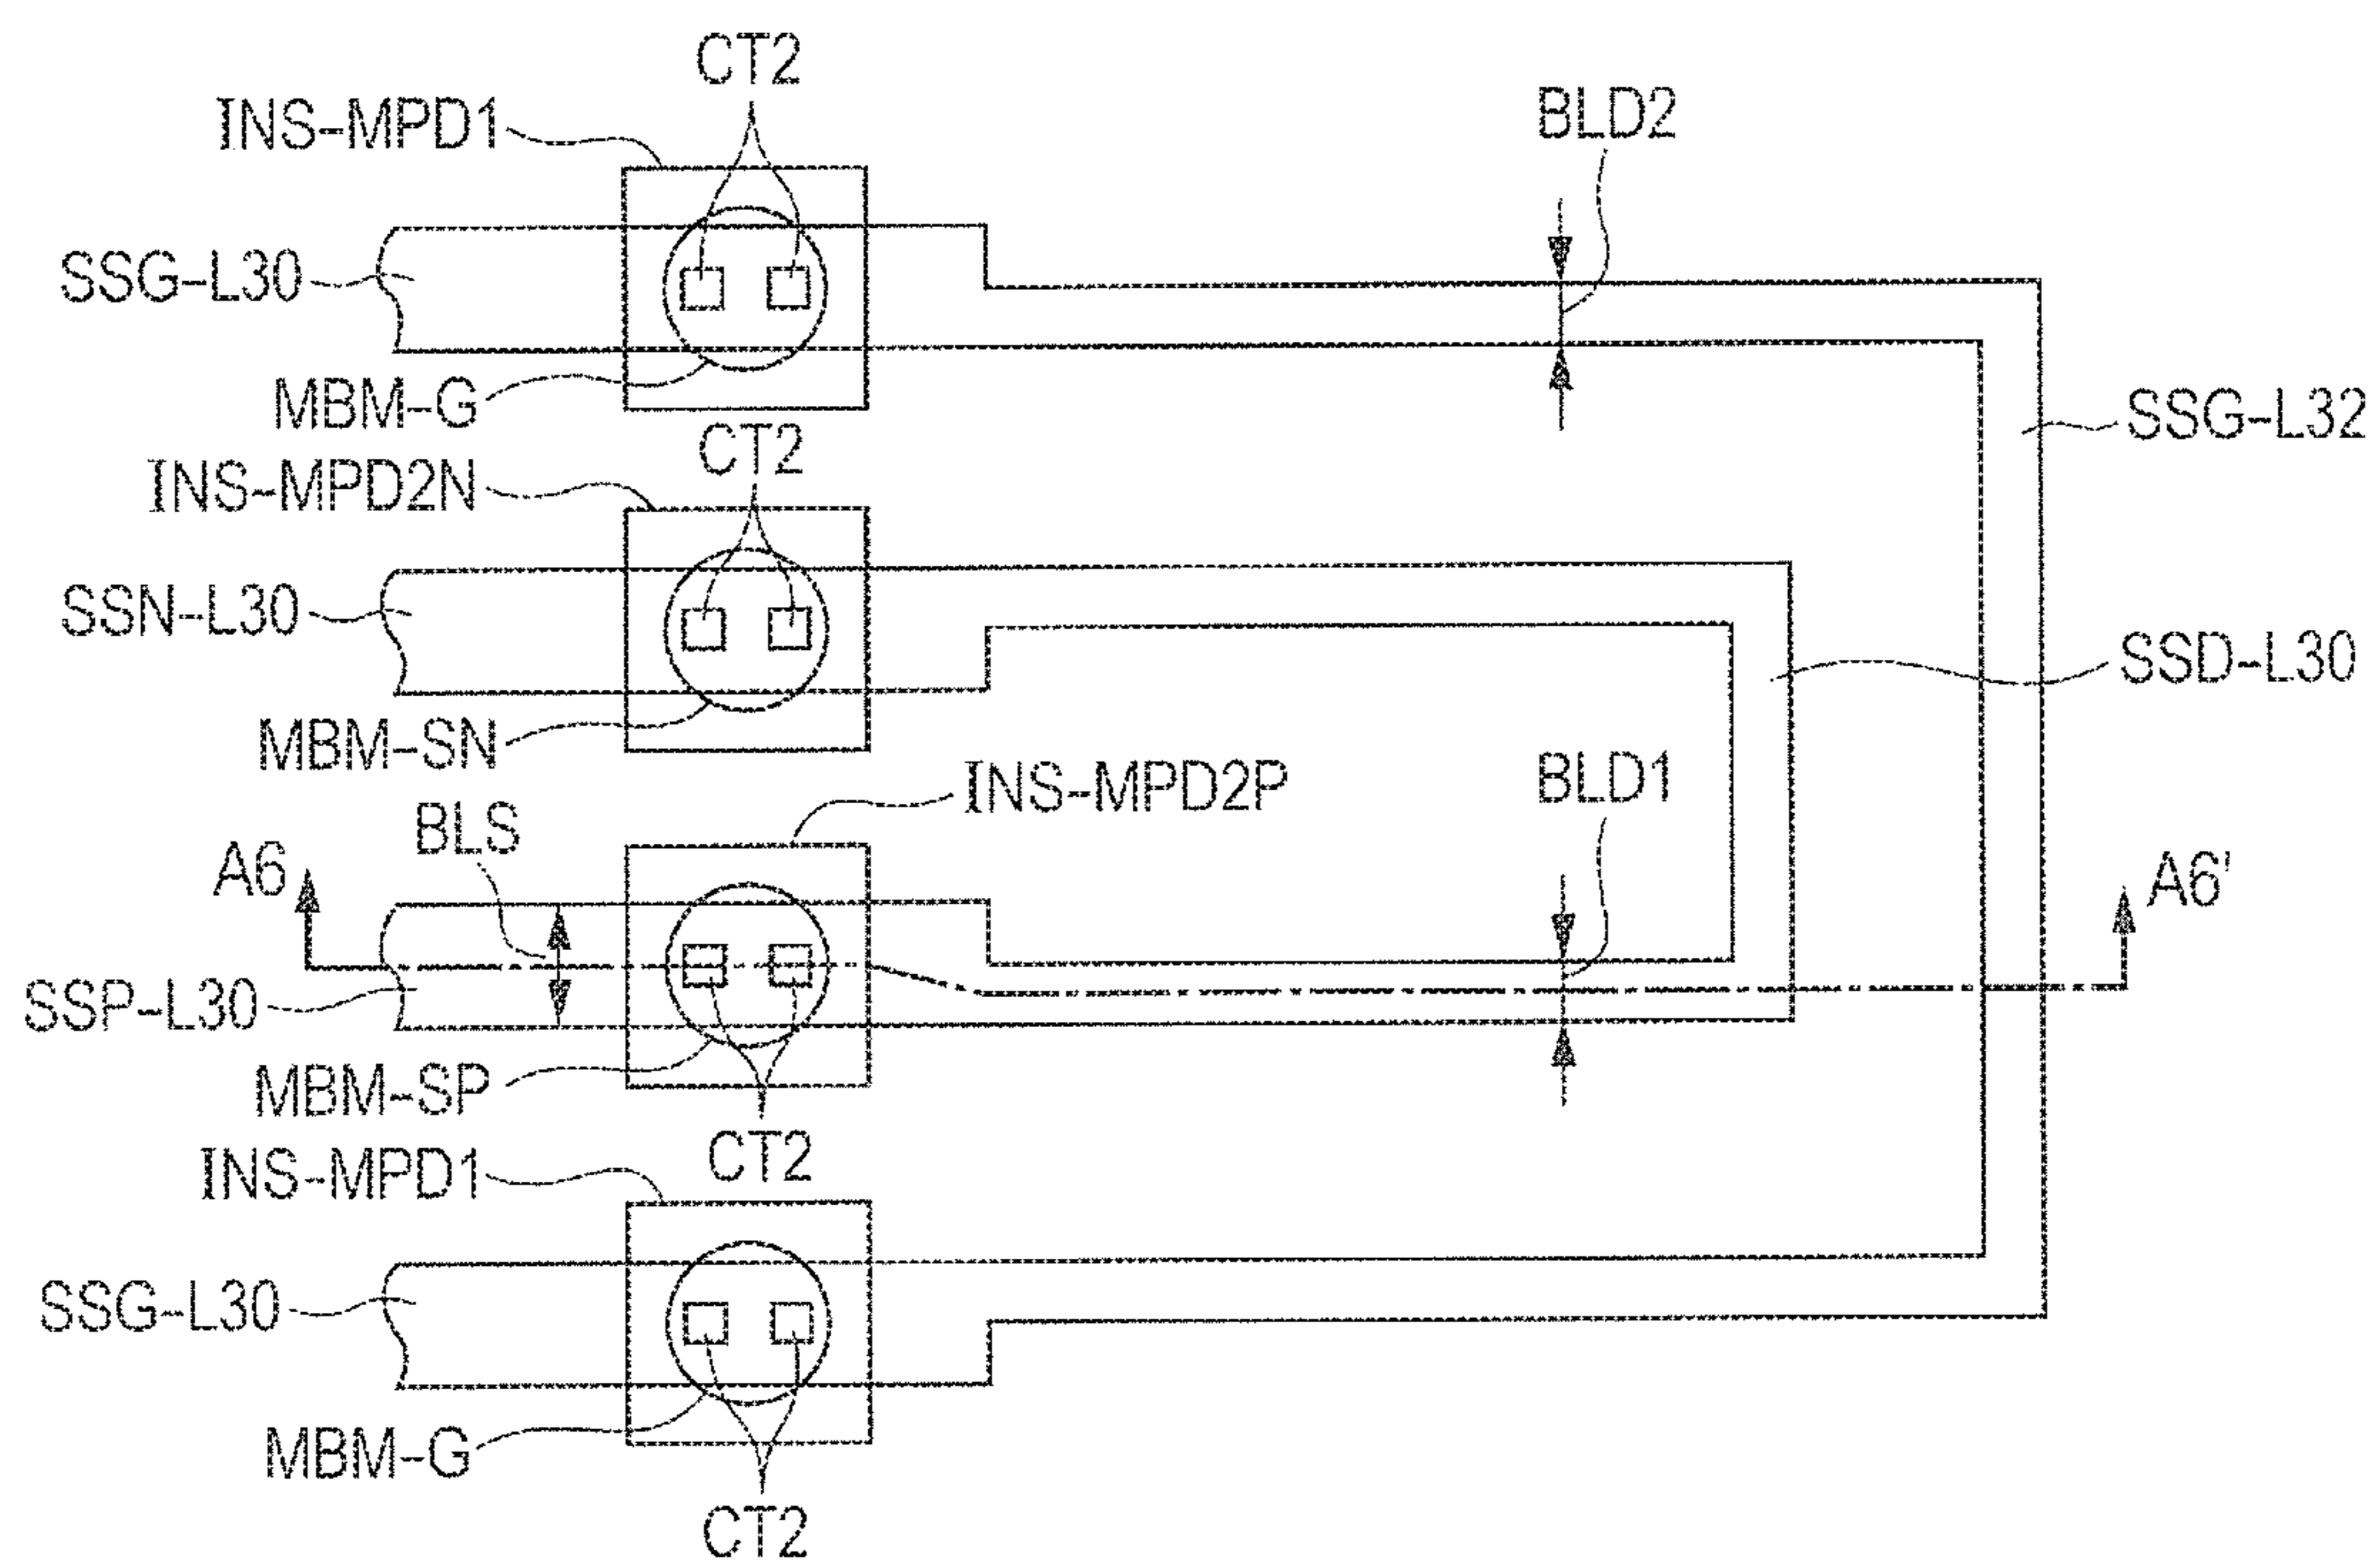 CT2
INS-MPD1
BLD2
SSG-L30
MBM-G
SSG-L32
CT2
INS-MPD2N
SSN-L30
SSD-L30
MBM-SN
INS-MPD2P
BLD1
BLS
A6
A6'
SSP-L30
MBM-SP
CT2
INS-MPD1
SSG-L30
MBM-G
CT2